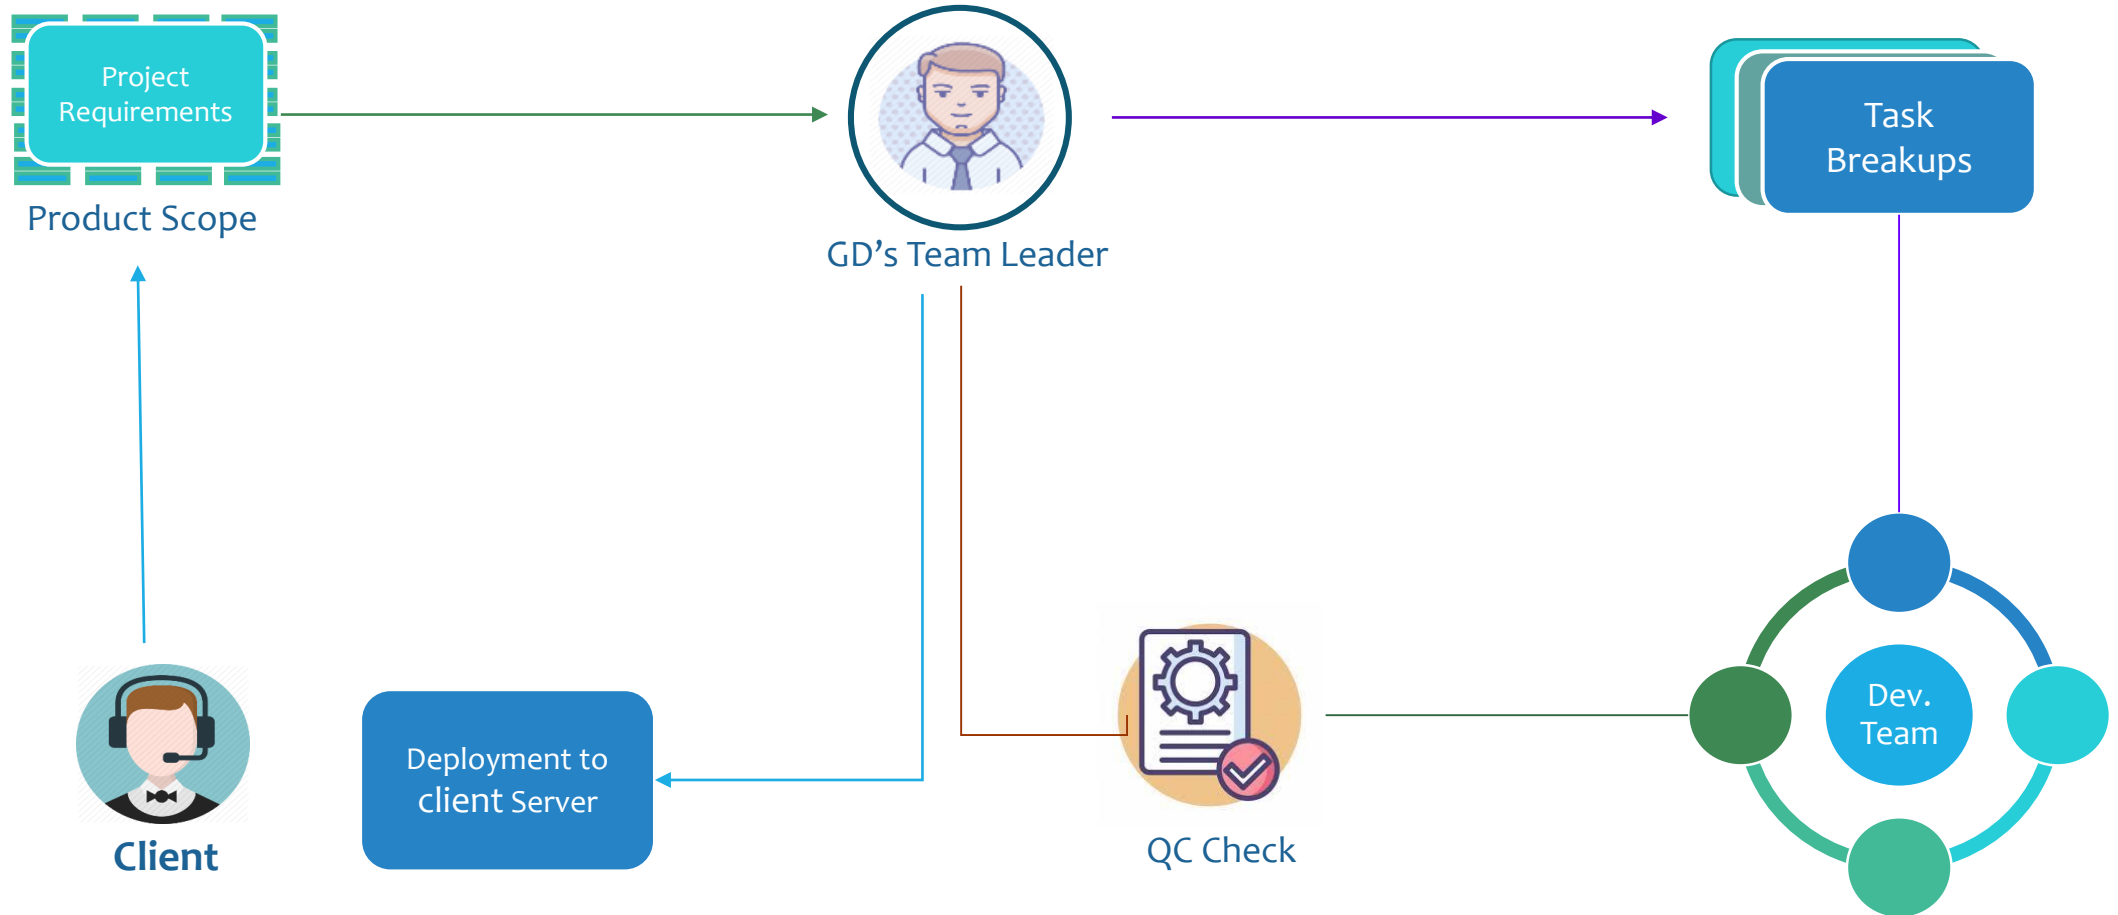 Project
Requirements
Product Scope
GD’s Team Leader
Task
Breakups
Client
Deployment to
client Server
QC Check
Dev.
Team